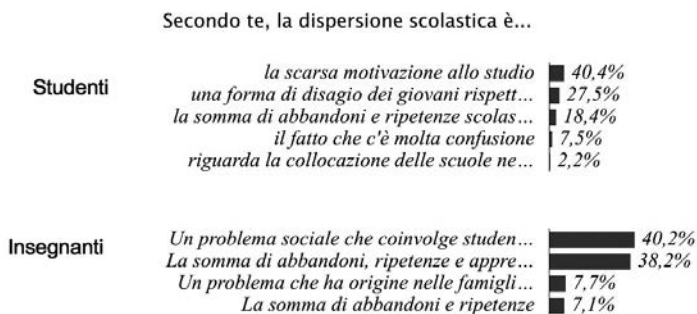 Secondo te, la dispersione scolastica è...
Studenti
la scarsa motivazione allo studio 40,4%
una forma di disagio dei giovani rispett... 27,5%
la somma di abbandoni e ripetenze scolas... 18,4%
il fatto che c'è molta confusione 7,5%
riguarda la collocazione delle scuole ne... 2,2%
Insegnanti
Un problema sociale che coinvolge studen... 40,2%
La somma di abbandoni, ripetenze e appre... 38,2%
Un problema che ha origine nelle famigli... 7,7%
La somma di abbandoni e ripetenze 7,1%